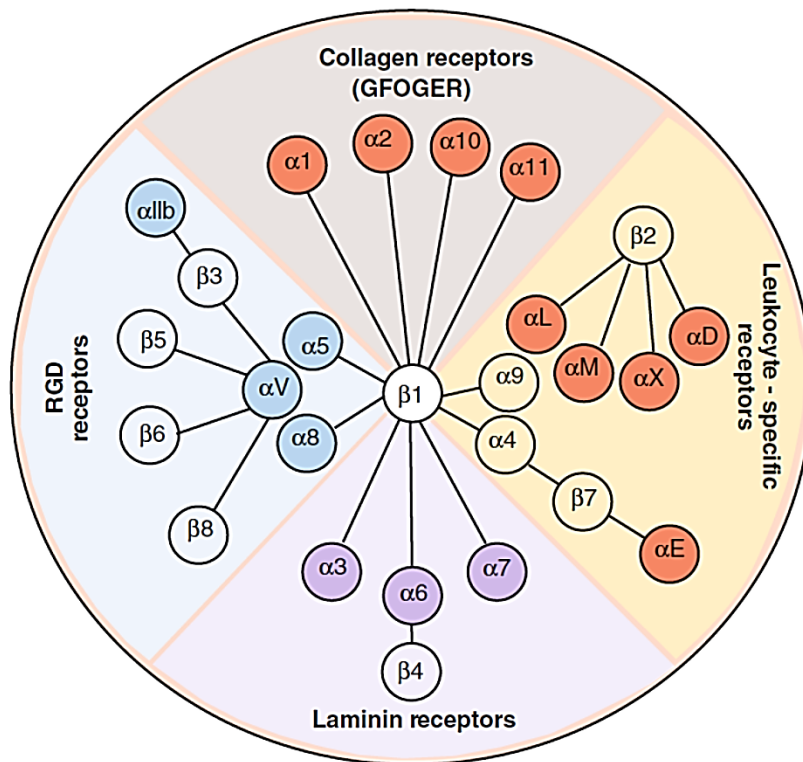 Collagen receptors
(GFOGER)
α1
α2
α10
α11
αIIb
β3
β5
αV
β6
β8
α5
α8
RGD
receptors
β1
β2
αL
αM
αX
αD
α9
α4
β7
αE
Leukocyte - specific
receptors
α3
α6
α7
β4
Laminin receptors